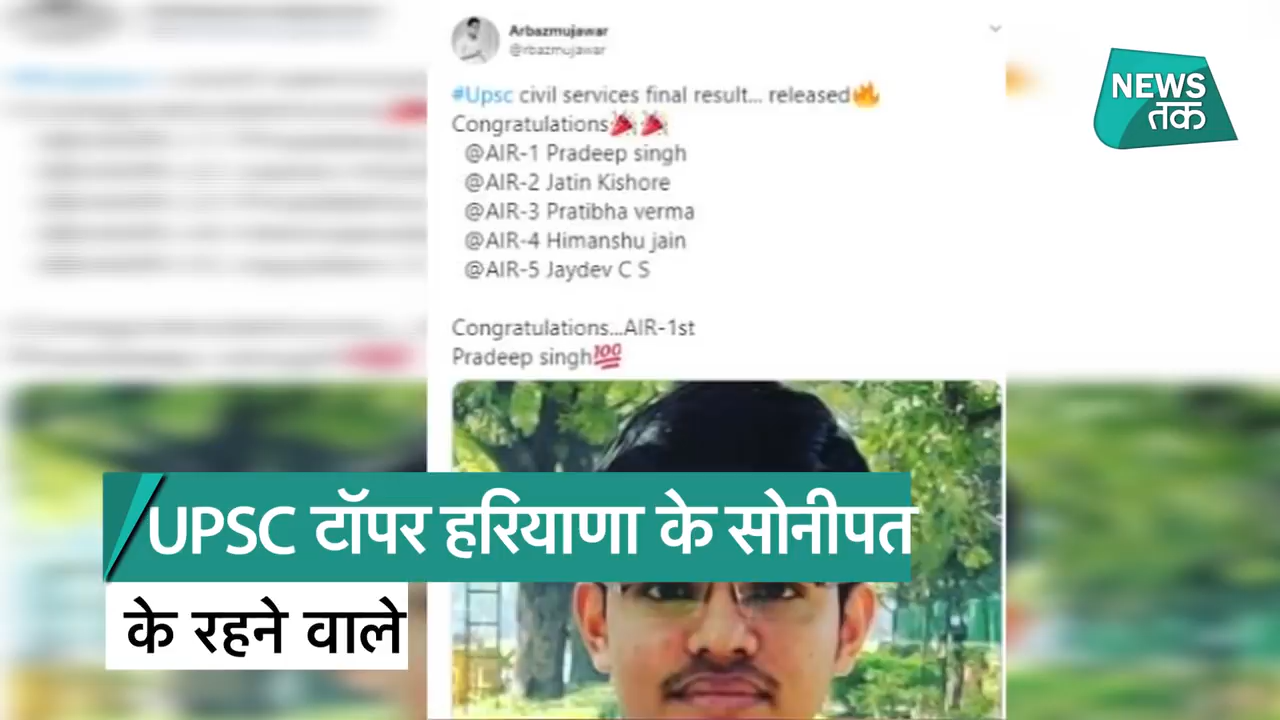 Arbazmujawar
@rbazmujawar
#Upsc civil services final result... released🔥
Congratulations🎉🎉
@AIR-1 Pradeep singh
@AIR-2 Jatin Kishore
@AIR-3 Pratibha verma
@AIR-4 Himanshu jain
@AIR-5 Jaydev C S
Congratulations...AIR-1st
Pradeep singh💯
NEWS
तक
UPSC टॉपर हरियाणा के सोनीपत
के रहने वाले